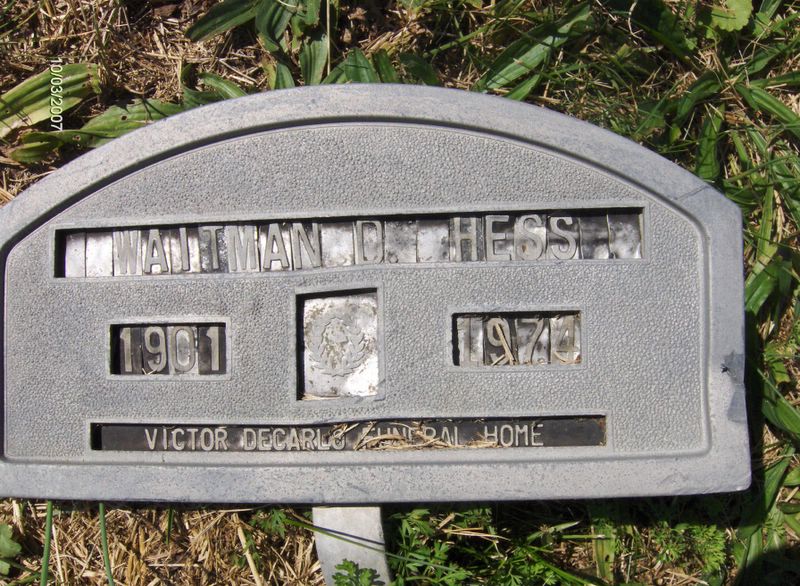 10/03/2007
WAITMAN D. HESS
1901 1974
VICTOR DECARLO FUNERAL HOME